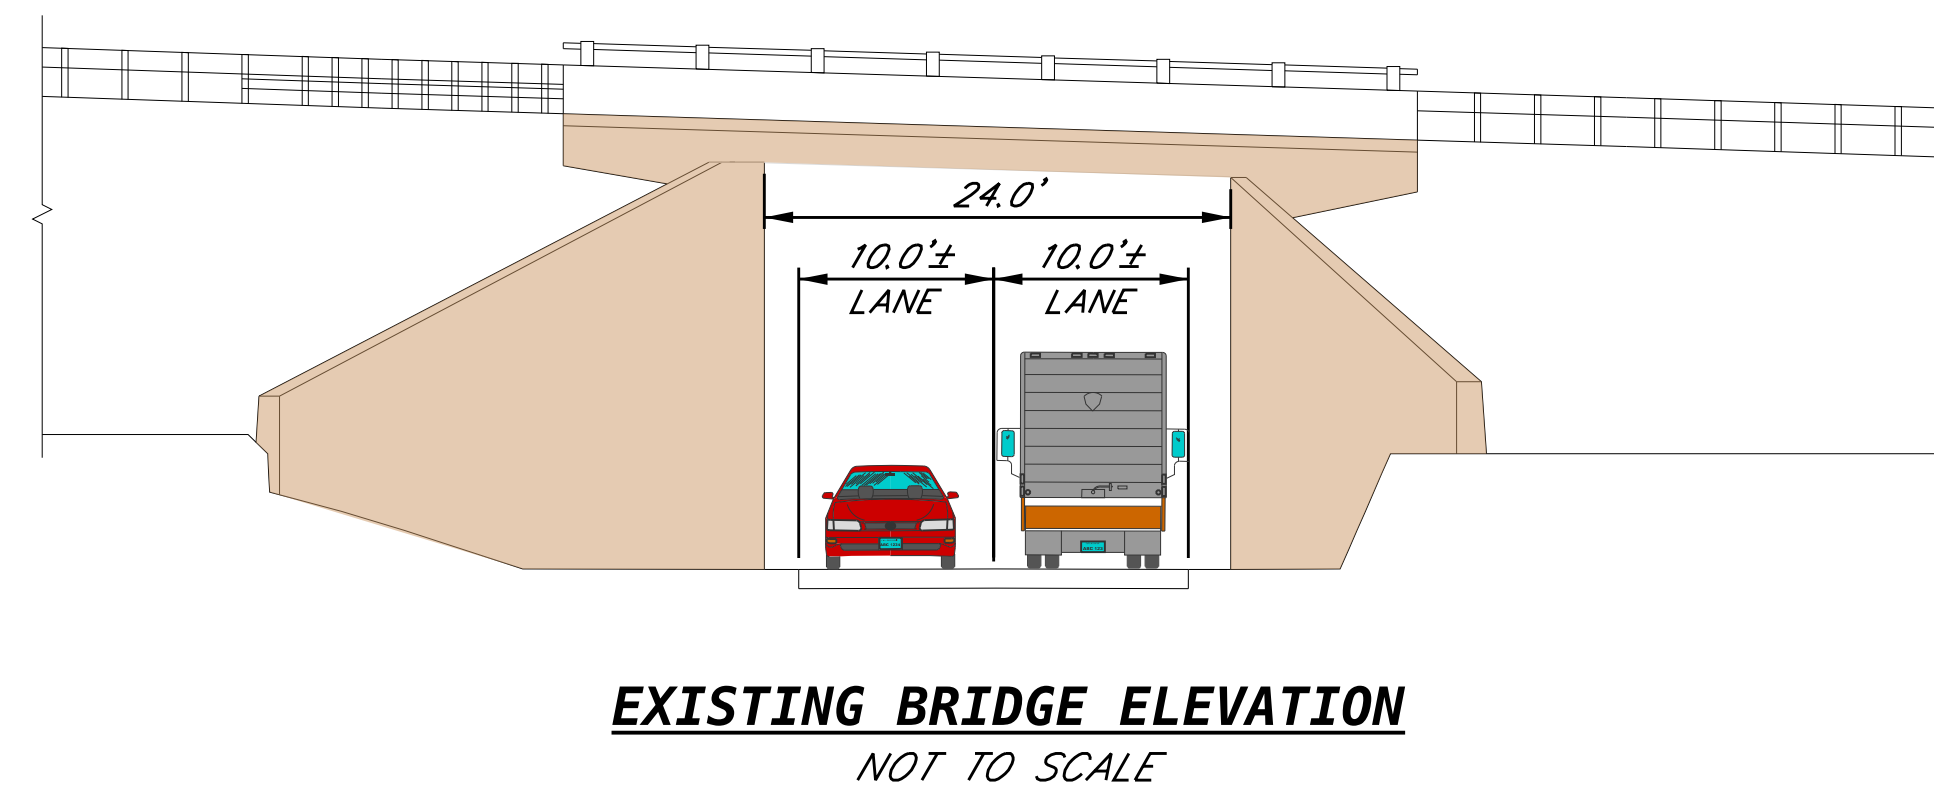 24.0'
10.0'± 10.0'±
LANE LANE
EXISTING BRIDGE ELEVATION
NOT TO SCALE